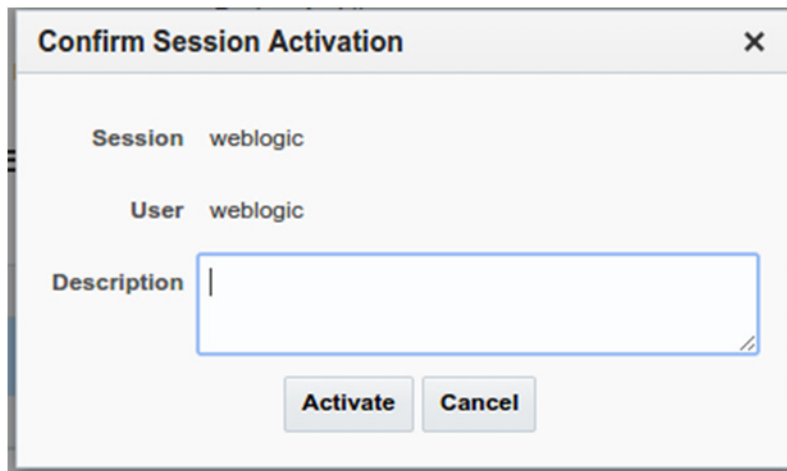 Confirm Session Activation
Session weblogic
User weblogic
Description
Activate Cancel